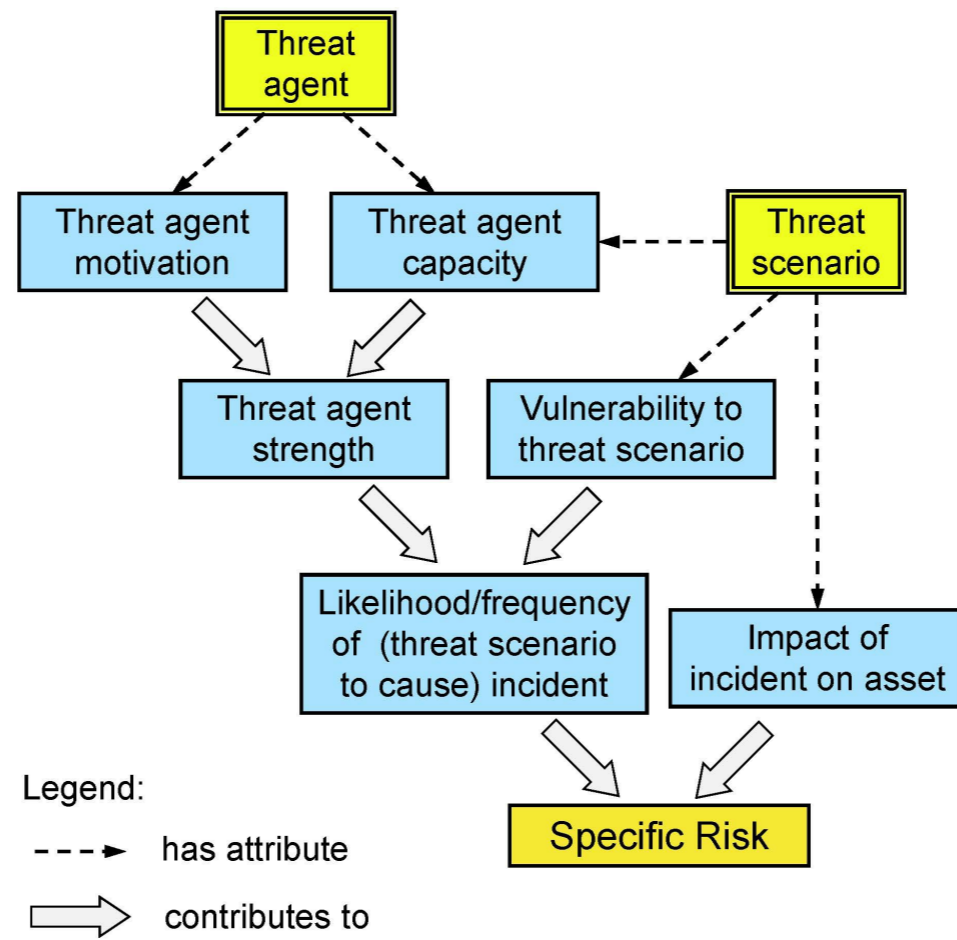 Threat
agent
Threat agent
motivation
Threat agent
capacity
Threat
scenario
Threat agent
strength
Vulnerability to
threat scenario
Likelihood/frequency
of (threat scenario
to cause) incident
Impact of
incident on asset
Specific Risk
Legend:
has attribute
contributes to